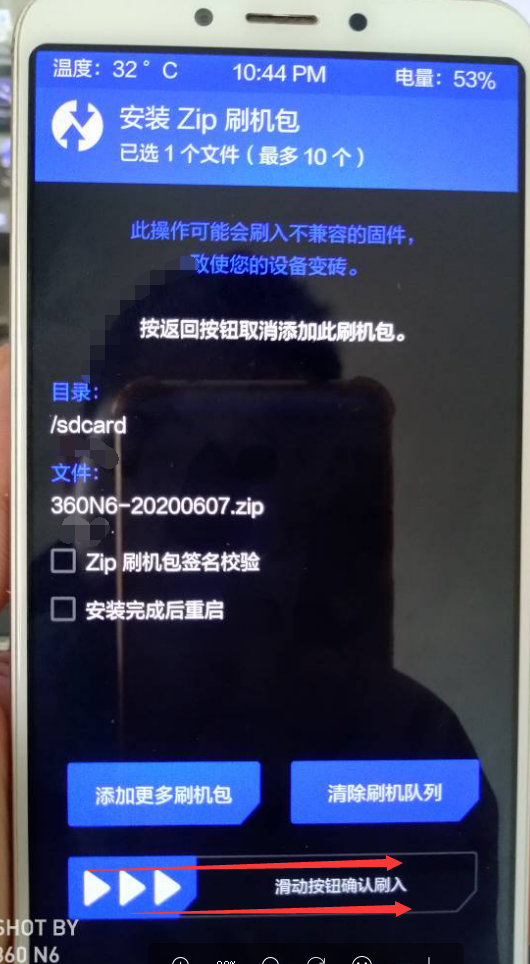 温度：32°C 10:44 PM 电量：53%
安装 Zip 刷机包
已选 1 个文件（最多 10 个）
此操作可能会刷入不兼容的固件，
致使您的设备变砖。
按返回按钮取消添加此刷机包。
目录：
/sdcard
文件：
360N6-20200607.zip
Zip 刷机包签名校验
安装完成后重启
添加更多刷机包 清除刷机队列
滑动按钮确认刷入
SHOT BY
360 N6